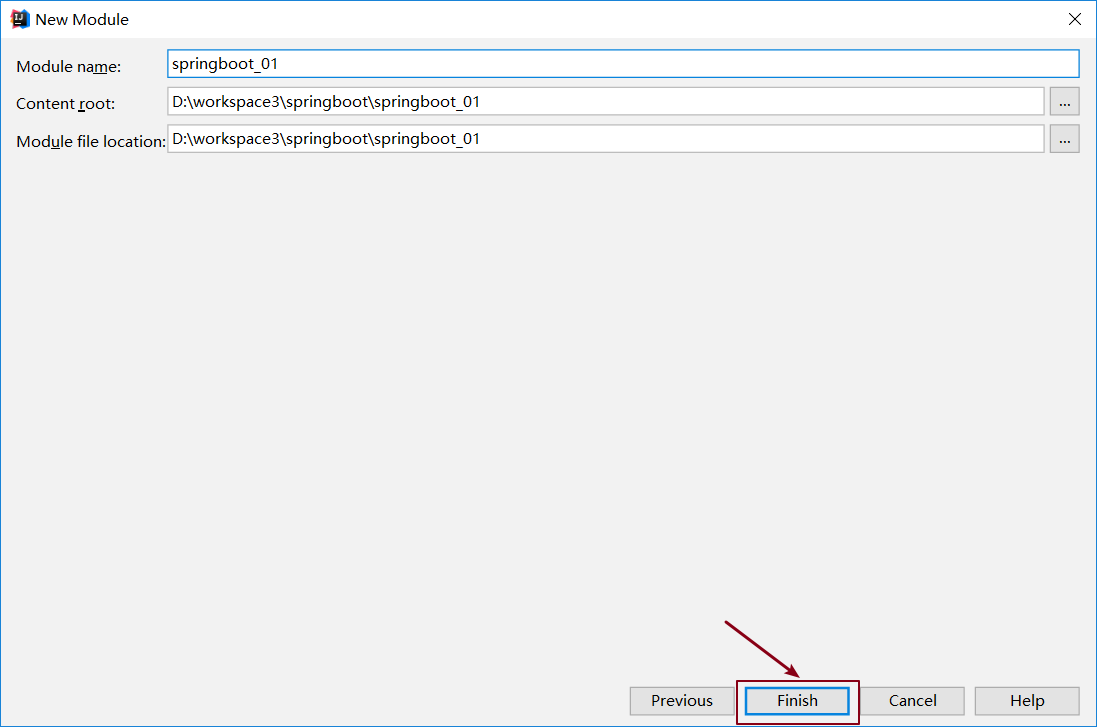 New Module
Module name: springboot_01
Content root: D:\workspace3\springboot\springboot_01 ...
Module file location: D:\workspace3\springboot\springboot_01 ...
Previous Finish Cancel Help